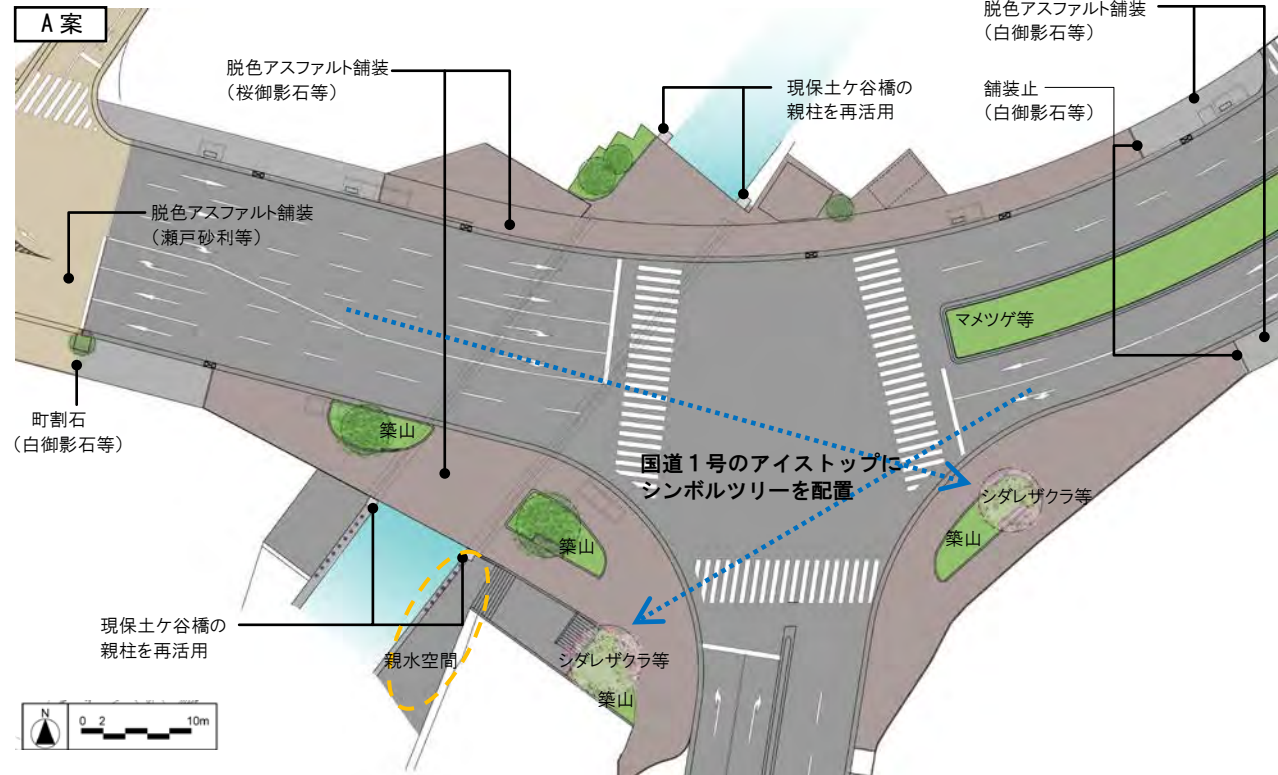 A案
脱色アスファルト舗装
（桜御影石等）
現保土ケ谷橋の
親柱を再活用
脱色アスファルト舗装
（白御影石等）
舗装止
（白御影石等）
脱色アスファルト舗装
（瀬戸砂利等）
マメツゲ等
町割石
（白御影石等）
築山
国道１号のアイストップに
シンボルツリーを配置
シダレザクラ等
築山
築山
現保土ケ谷橋の
親柱を再活用
親水空間
シダレザクラ等
築山
N
0 2 10m